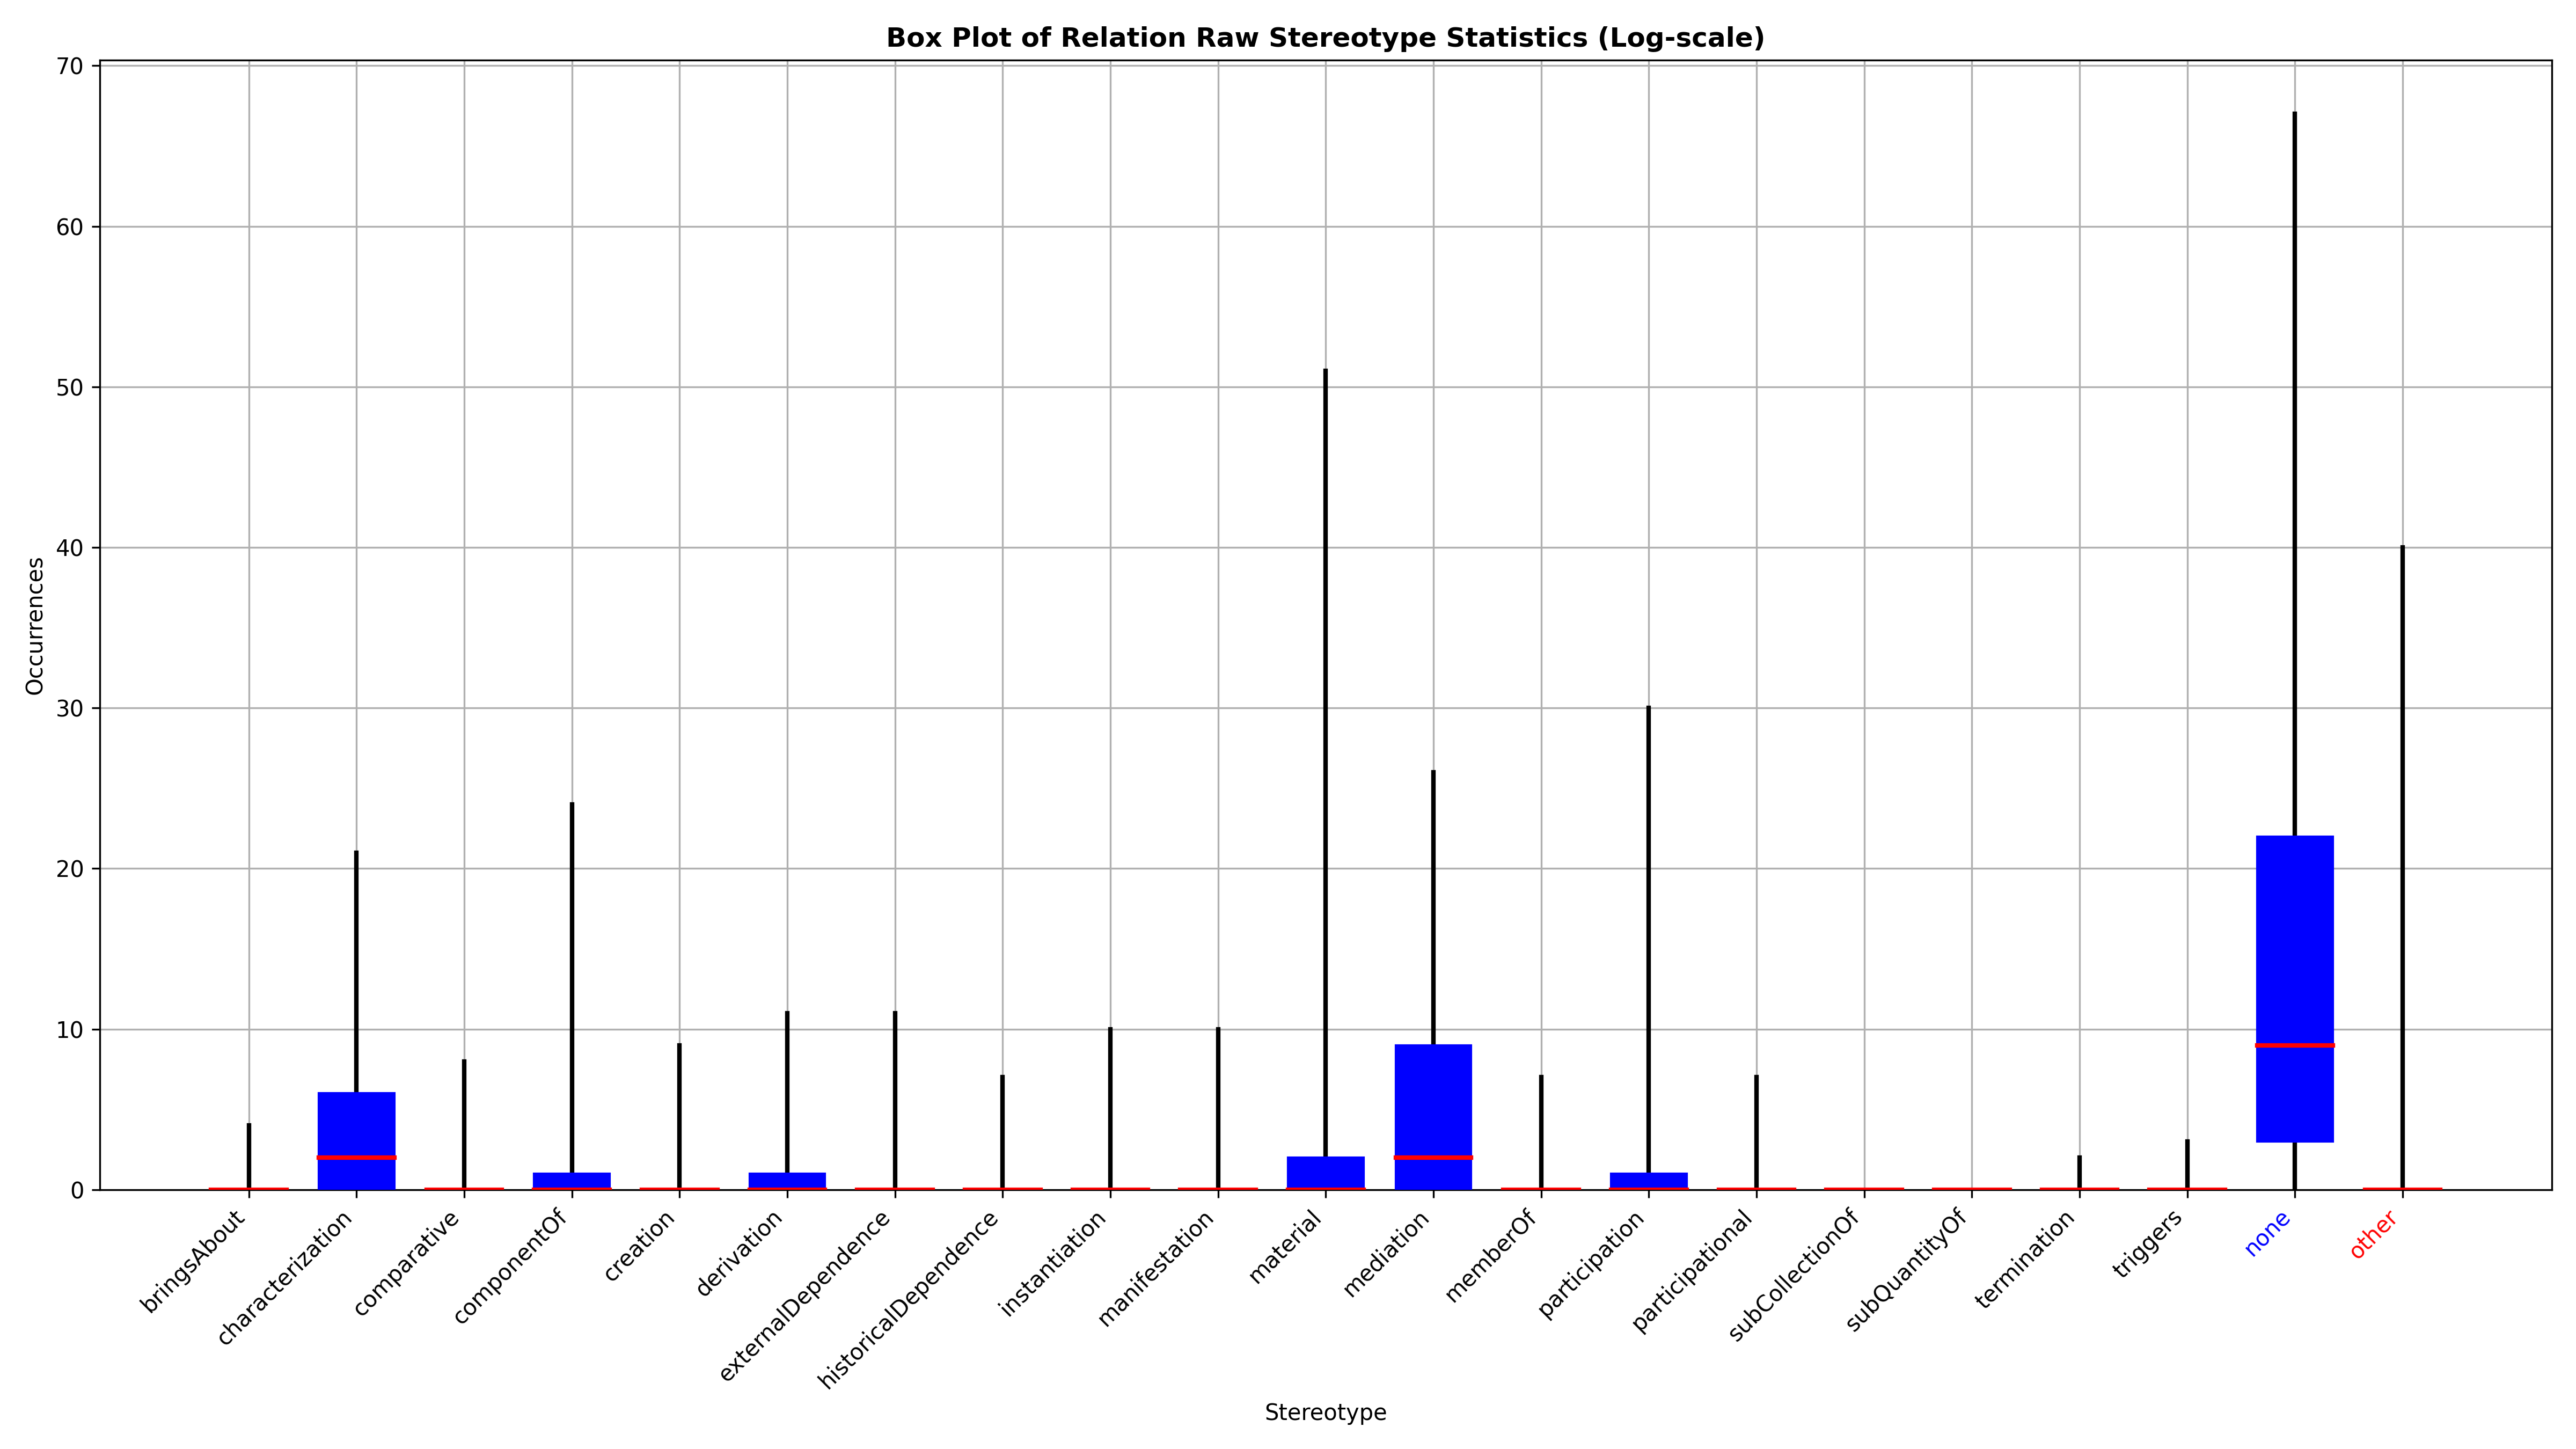 Box Plot of Relation Raw Stereotype Statistics (Log-scale)
70
60
50
40
30
20
10
0
Occurrences
bringsAbout
characterization
comparative
componentOf
creation
derivation
externalDependence
historicalDependence
instantiation
manifestation
material
mediation
memberOf
participation
participational
subCollectionOf
subQuantityOf
termination
triggers
none
other
Stereotype